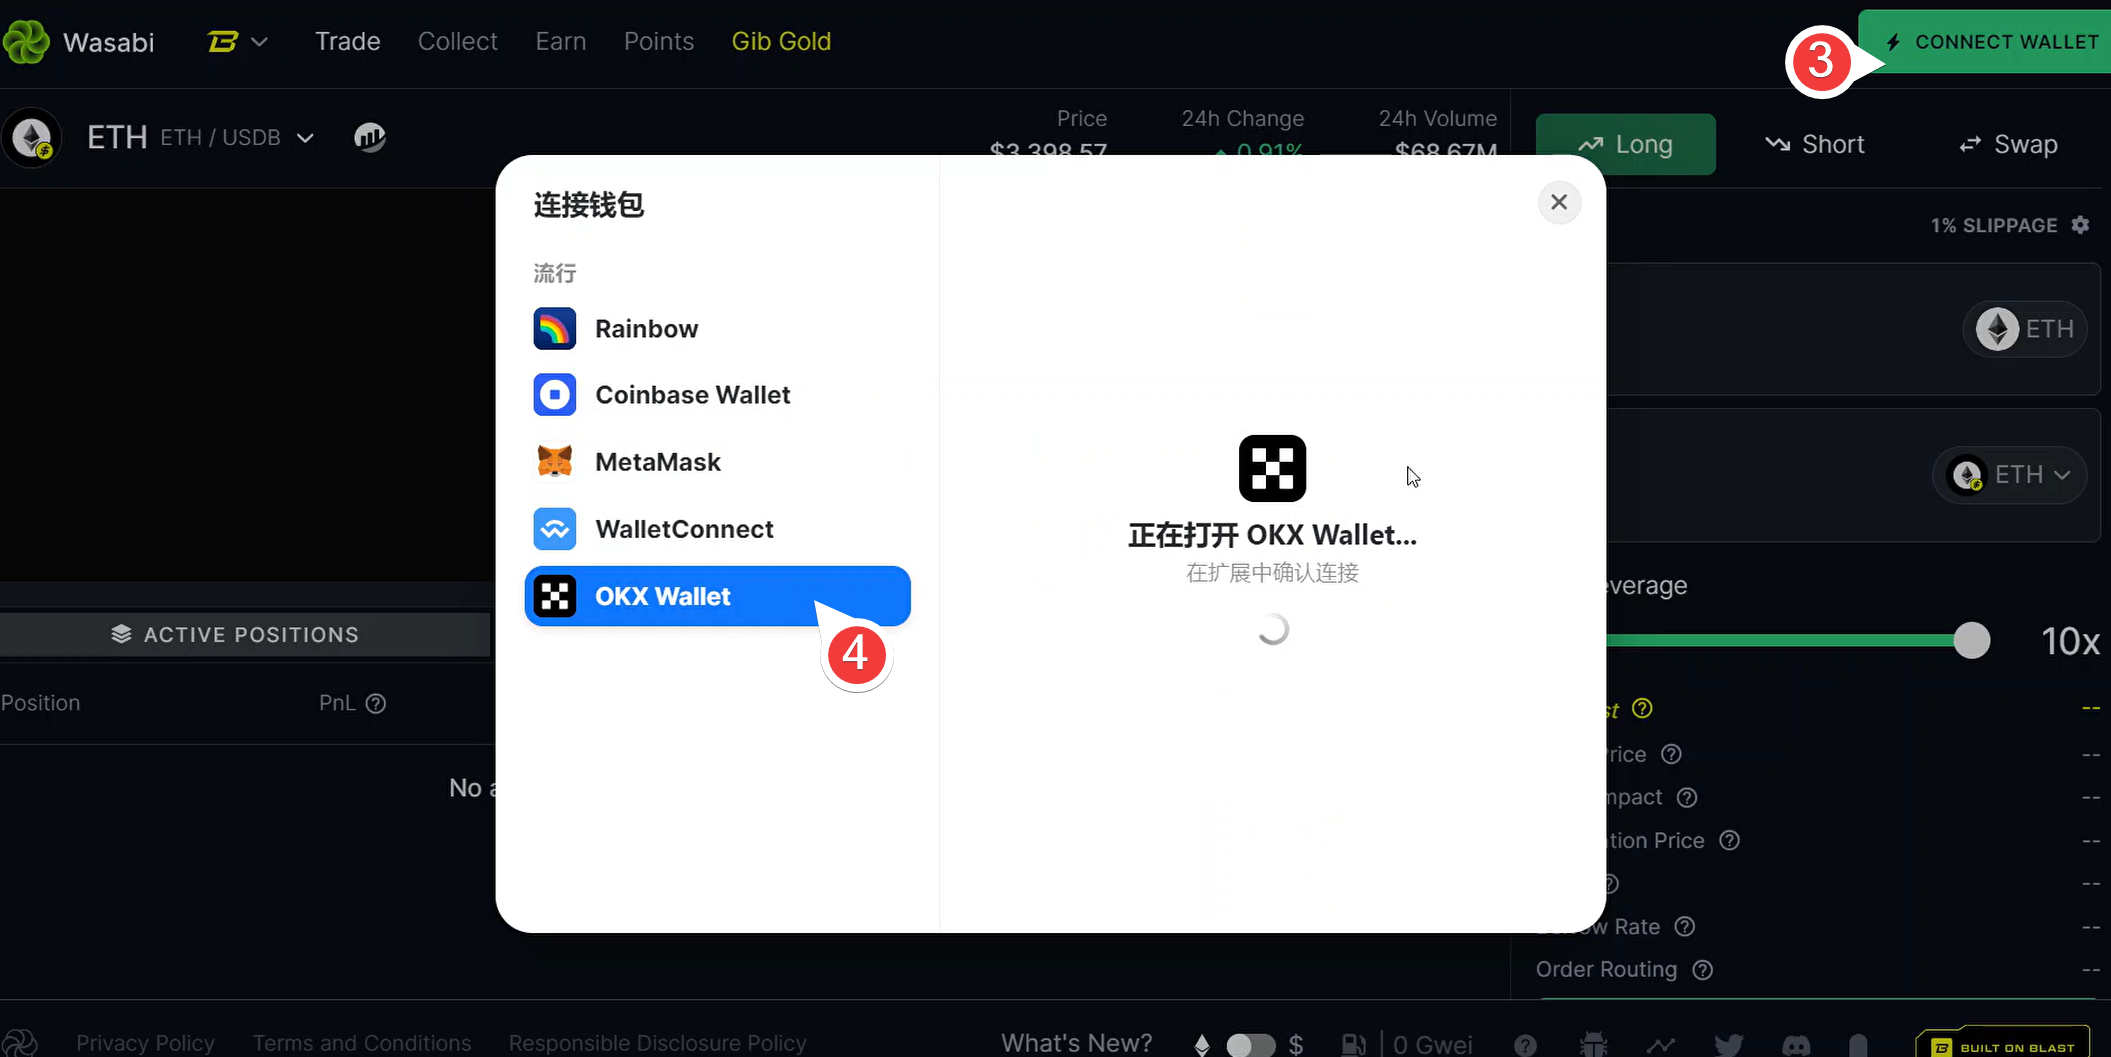 Wasabi
Trade
Collect
Earn
Points
Gib Gold
3
CONNECT WALLET
ETH ETH / USDB
Price
$3,398.57
24h Change
0.91%
24h Volume
$68.67M
Long
Short
Swap
1% SLIPPAGE
ETH
ETH
连接钱包
流行
Rainbow
Coinbase Wallet
MetaMask
WalletConnect
OKX Wallet
4
正在打开 OKX Wallet...
在扩展中确认连接
everage
10x
st
--
rice
--
mpact
--
tion Price
--
--
w Rate
--
Order Routing
--
ACTIVE POSITIONS
Position
PnL
No a
Privacy Policy
Terms and Conditions
Responsible Disclosure Policy
What's New?
$
0 Gwei
BUILT ON BLAST